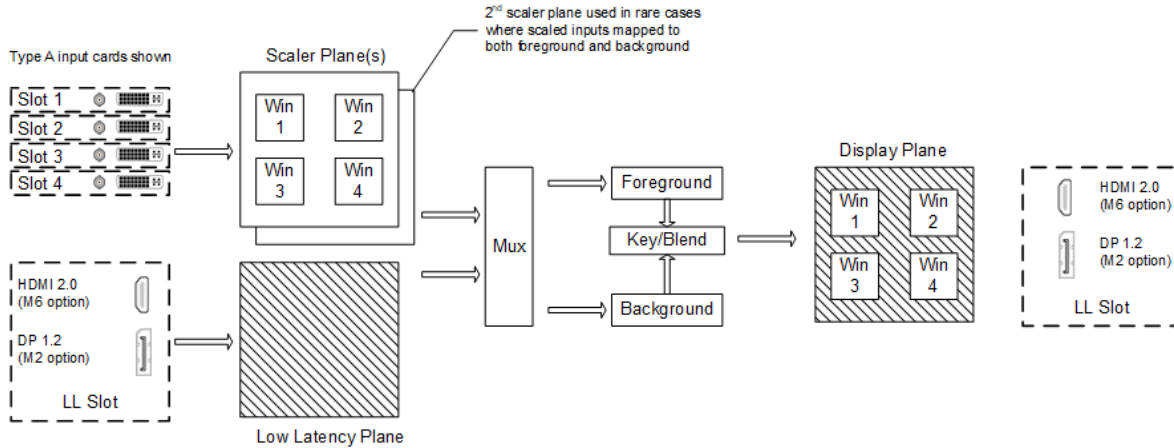 2nd scaler plane used in rare cases
where scaled inputs mapped to
both foreground and background
Type A input cards shown
Scaler Plane(s)
Slot 1
Slot 2
Slot 3
Slot 4
Win
1
Win
2
Win
3
Win
4
Mux
Foreground
Key/Blend
Background
Display Plane
Win
1
Win
2
Win
3
Win
4
HDMI 2.0
(M6 option)
DP 1.2
(M2 option)
LL Slot
HDMI 2.0
(M6 option)
DP 1.2
(M2 option)
LL Slot
Low Latency Plane